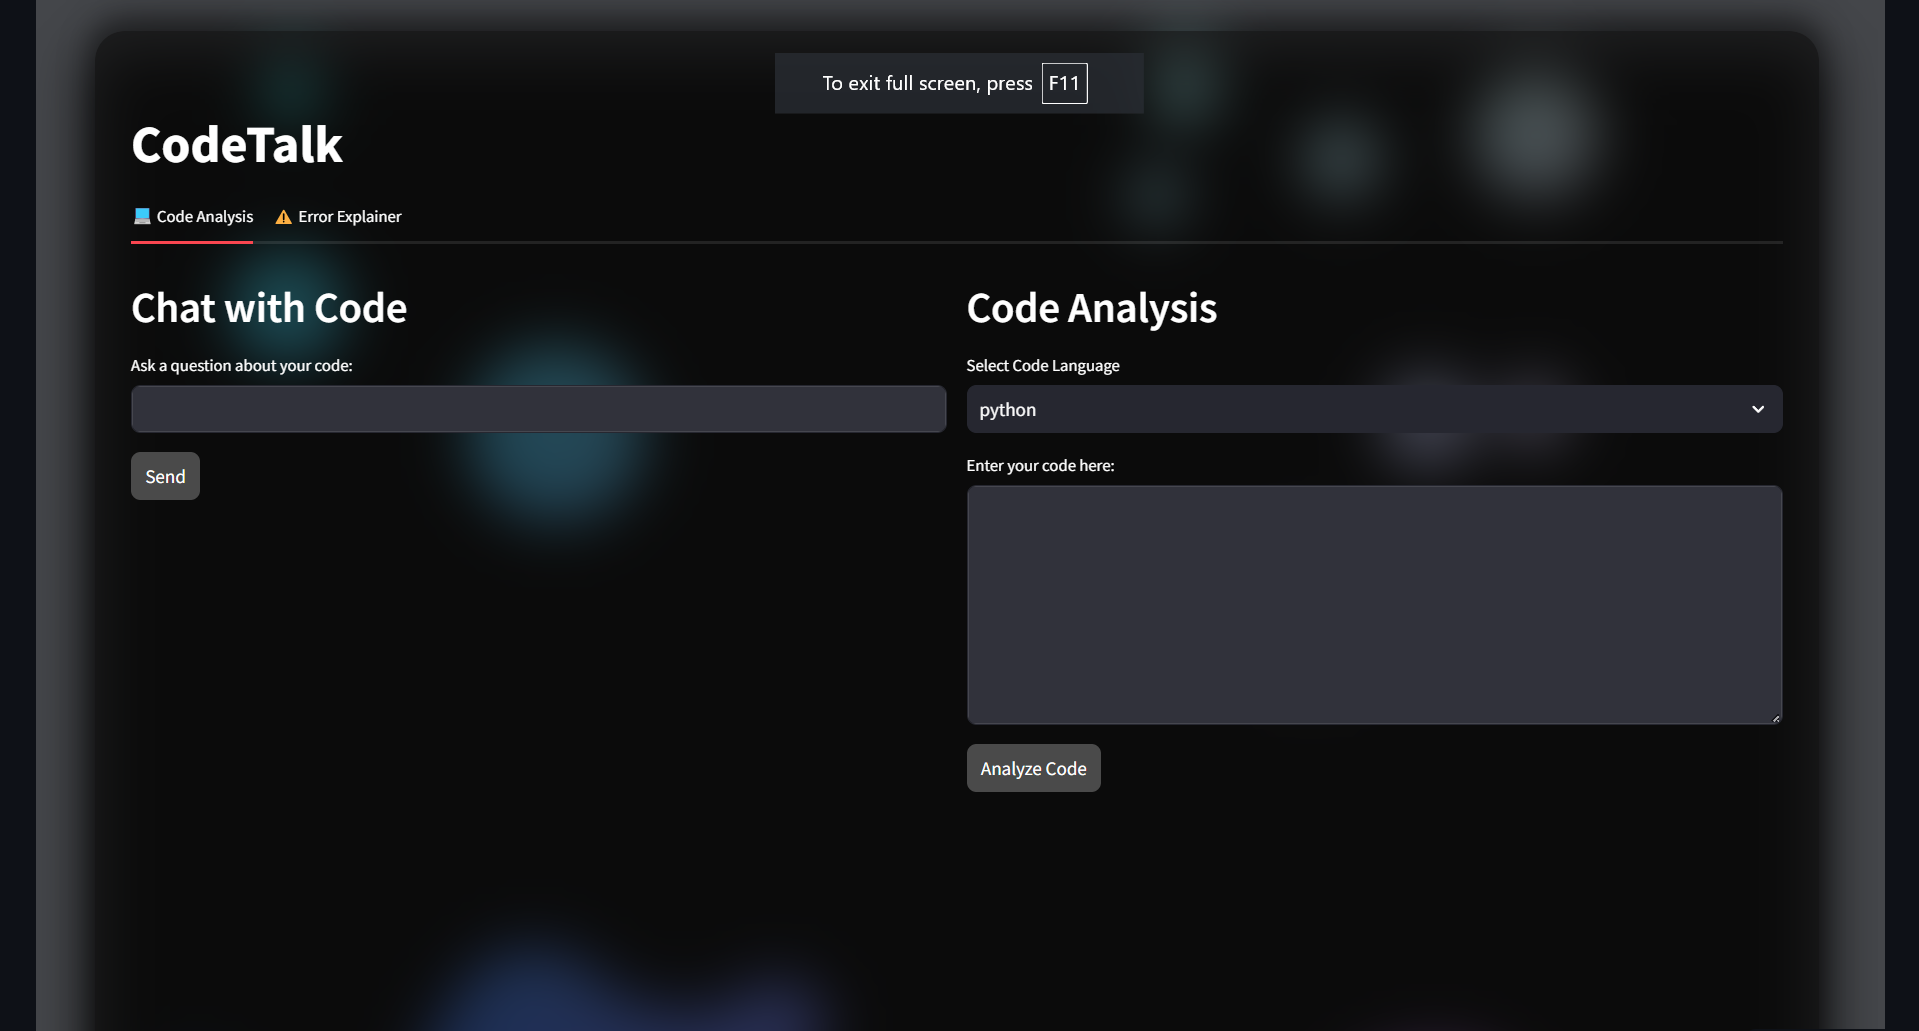 To exit full screen, press F11
CodeTalk
Code Analysis
Error Explainer
Chat with Code
Ask a question about your code:
Send
Code Analysis
Select Code Language
python
Enter your code here:
Analyze Code